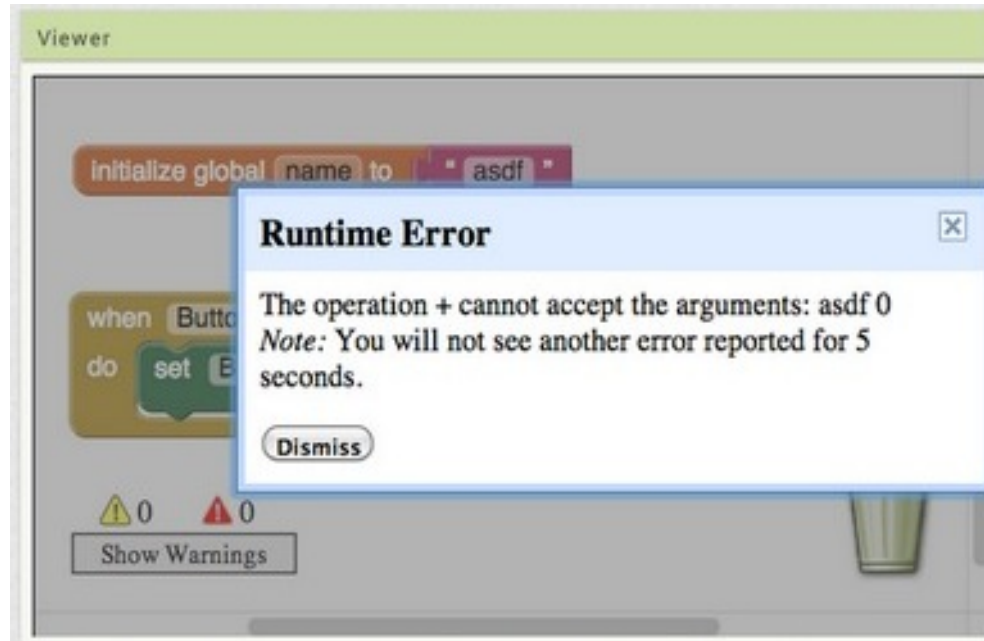 Viewer
initialize global name to " asdf "
Runtime Error
The operation + cannot accept the arguments: asdf 0
Note: You will not see another error reported for 5
seconds.
when
do set
Dismiss
0 0
Show Warnings